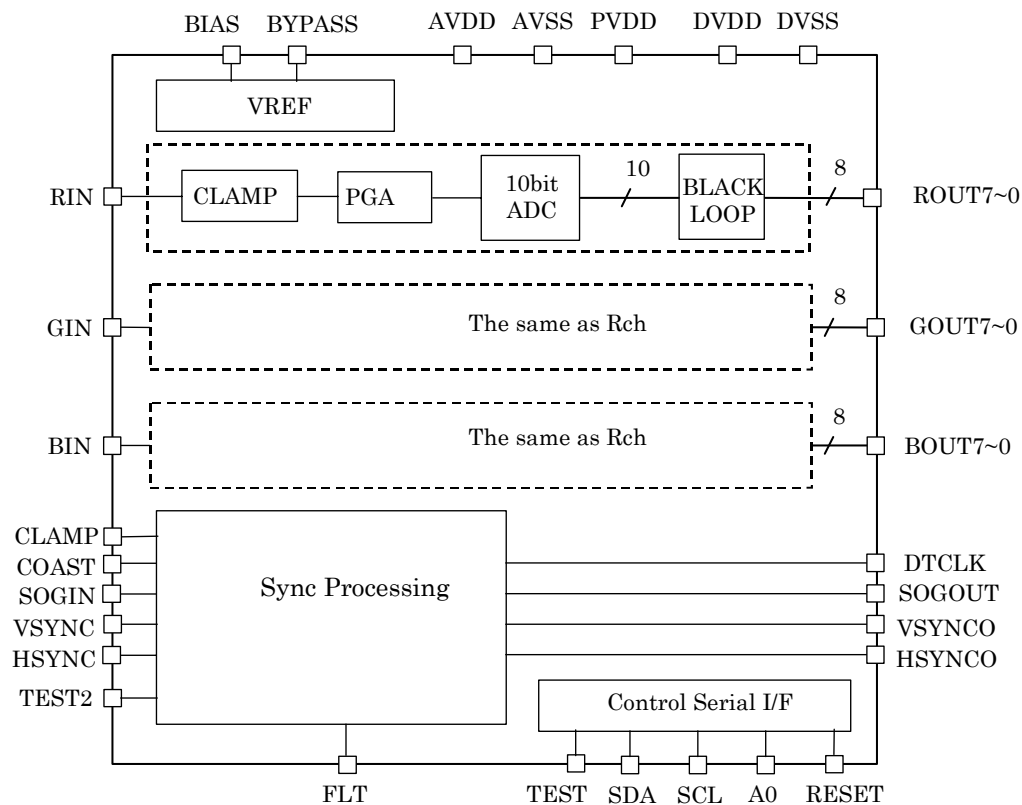 BIAS BYPASS AVDD AVSS PVDD DVDD DVSS
VREF
RIN CLAMP PGA 10bit ADC 10 BLACK LOOP 8 ROUT7~0
GIN The same as Rch 8 GOUT7~0
BIN The same as Rch 8 BOUT7~0
CLAMP
COAST DTCLK
SOGIN Sync Processing SOGOUT
VSYNC VSYNCO
HSYNC HSYNCO
TEST2 Control Serial I/F
FLT TEST SDA SCL A0 RESET